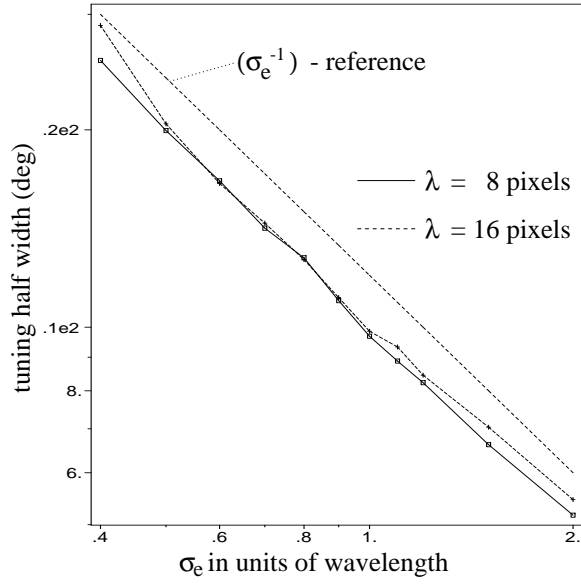 (σe-1) - reference
.2e2
λ = 8 pixels
λ = 16 pixels
tuning half width (deg)
.1e2
8.
6.
.4 .6 .8 1. 2.
σe in units of wavelength